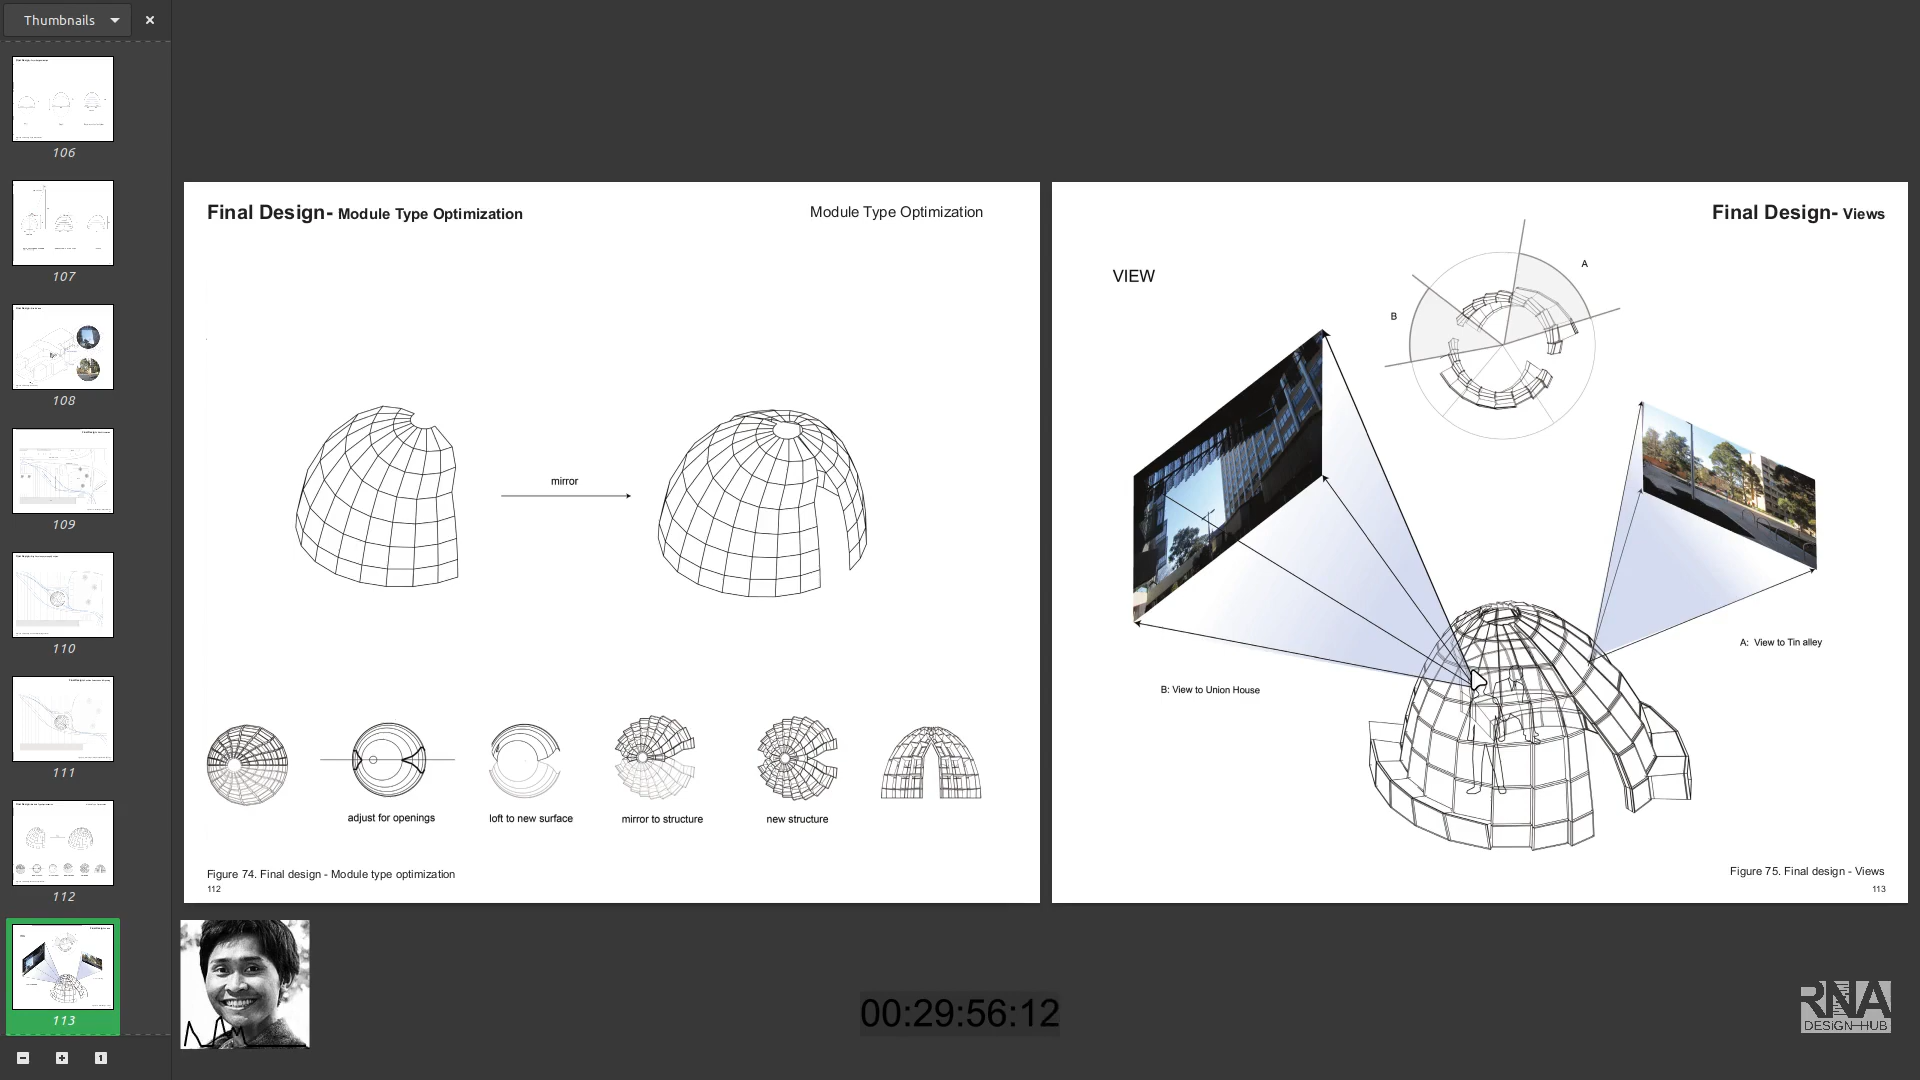 Thumbnails
106
107
108
109
110
111
112
113
Final Design- Module Type Optimization
Module Type Optimization
mirror
adjust for openings
loft to new surface
mirror to structure
new structure
Figure 74. Final design - Module type optimization
112
Final Design- Views
VIEW
A
B
A: View to Tin alley
B: View to Union House
Figure 75. Final design - Views
113
00:29:56:12
RNA
DESiGN-HUB